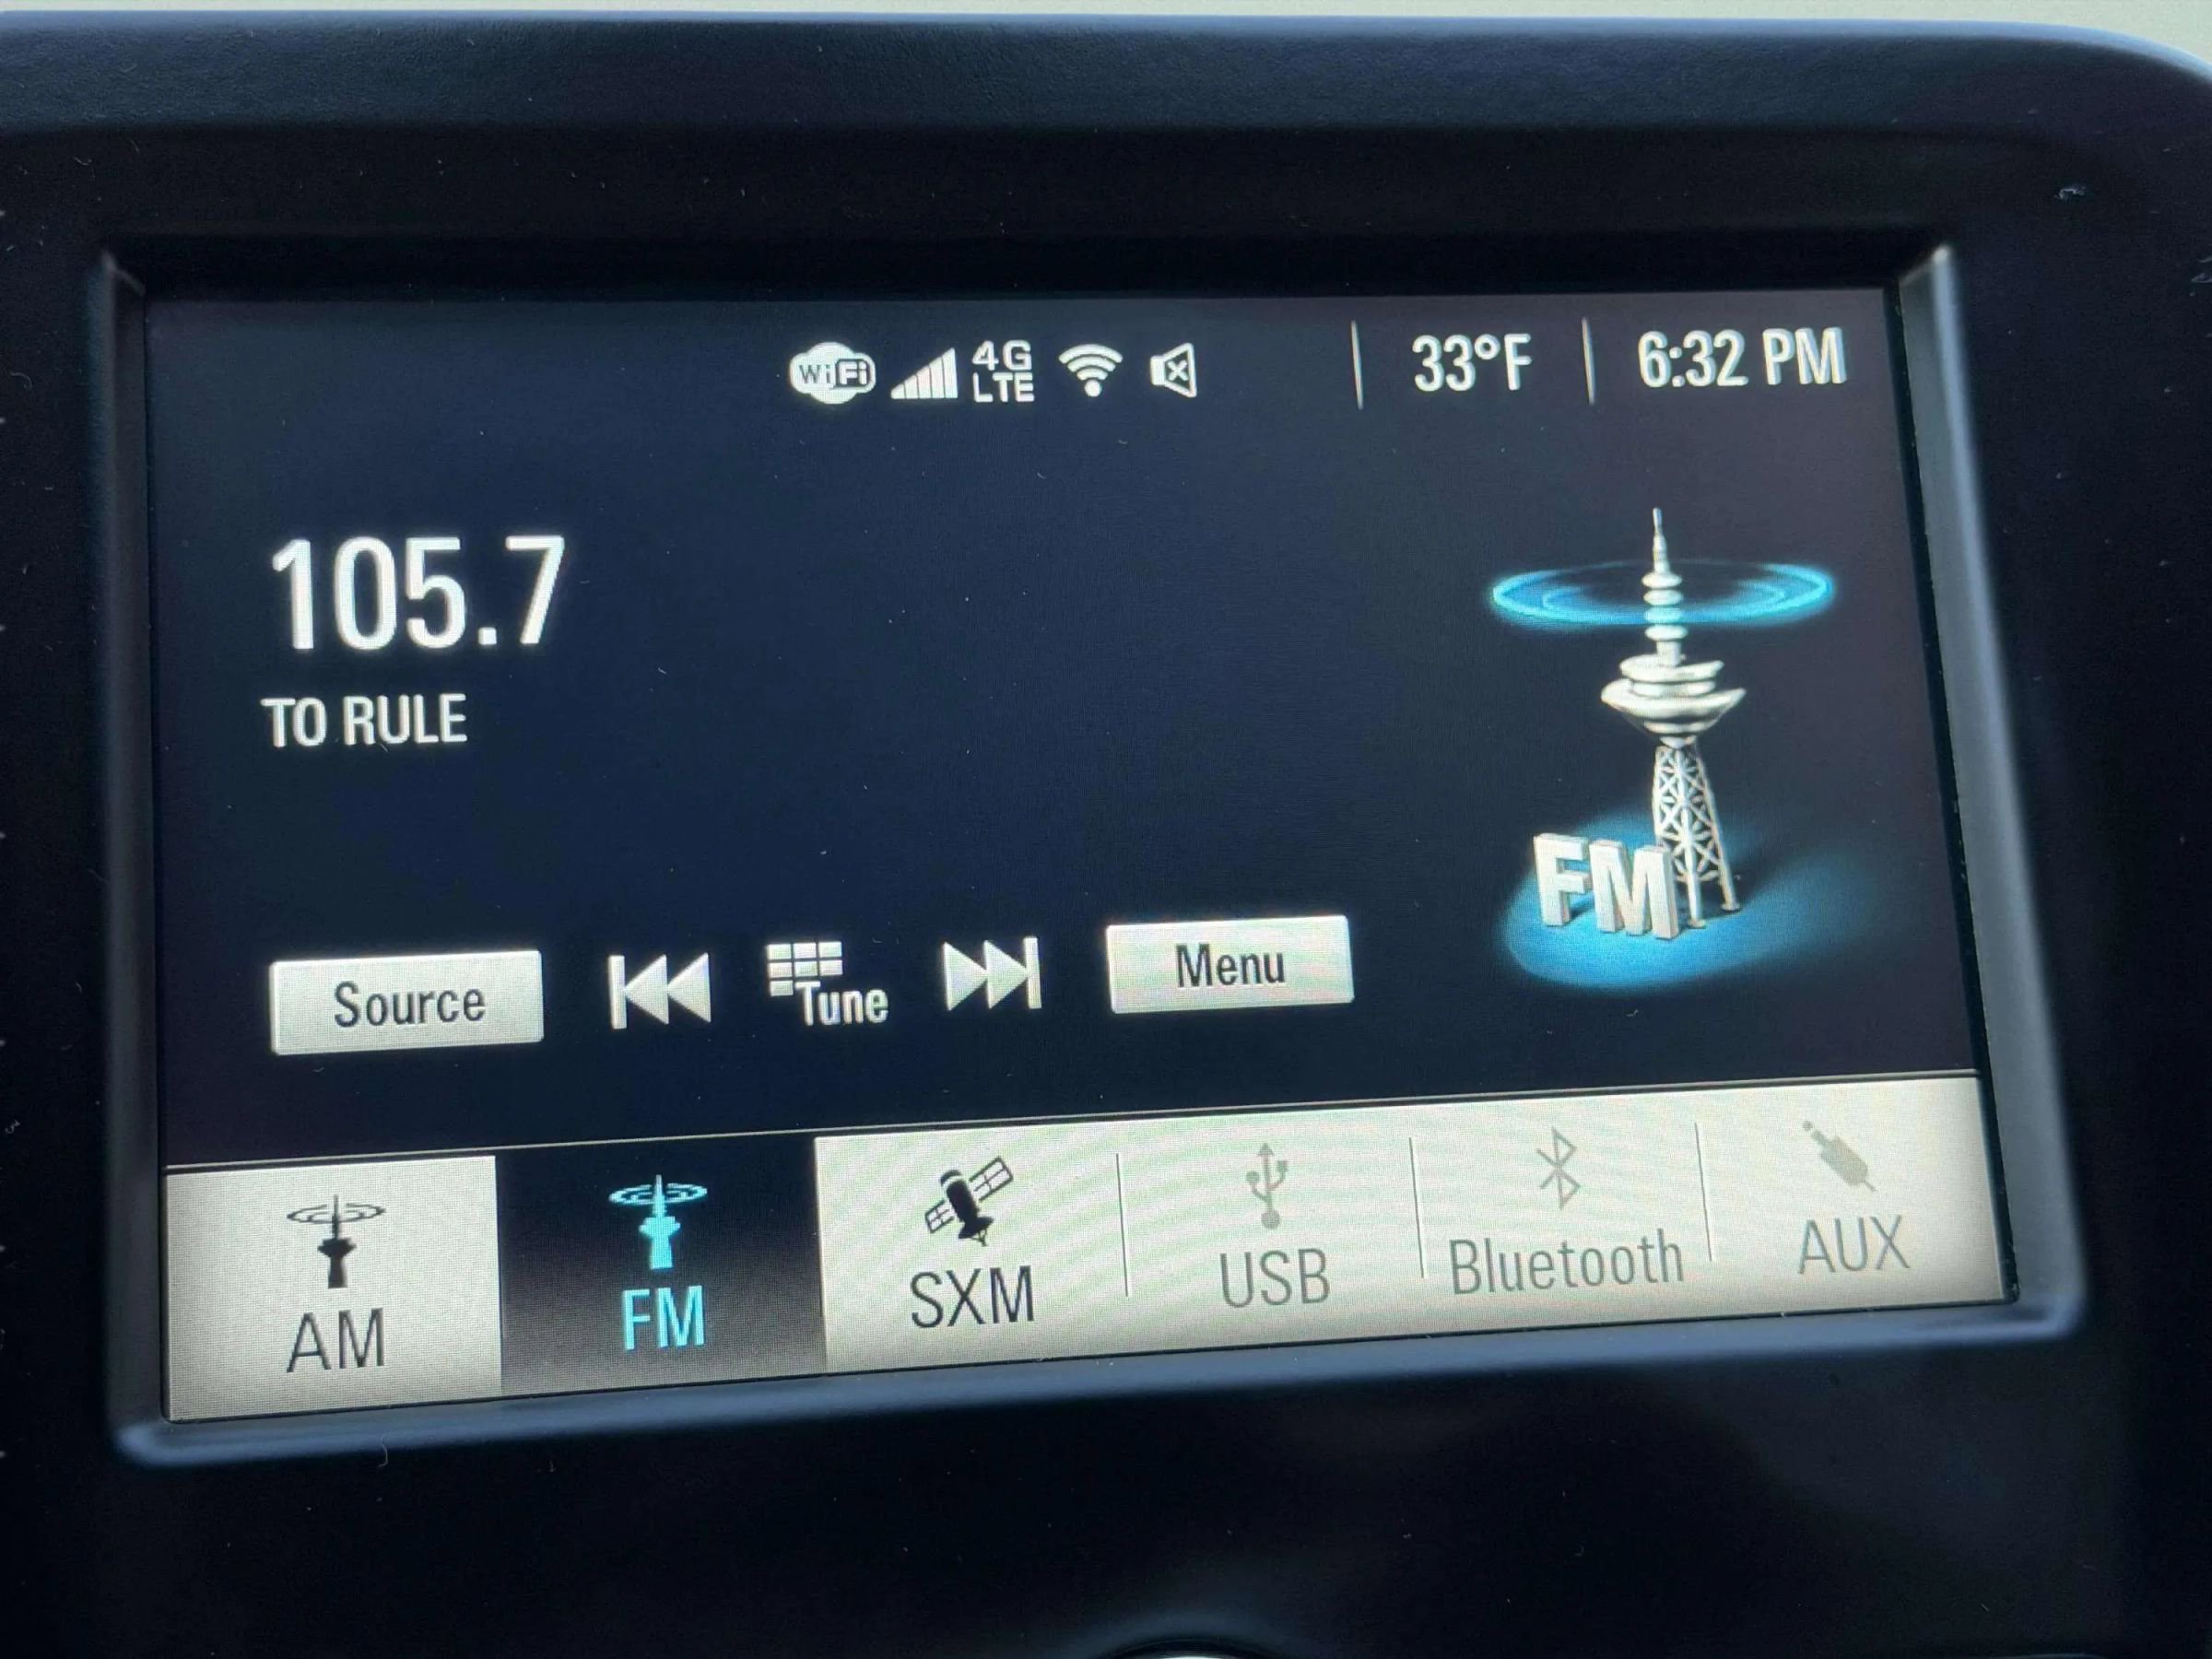 WiFi 4G LTE 33°F 6:32 PM
105.7
TO RULE
FM
Source Tune Menu
AM FM SXM USB Bluetooth AUX